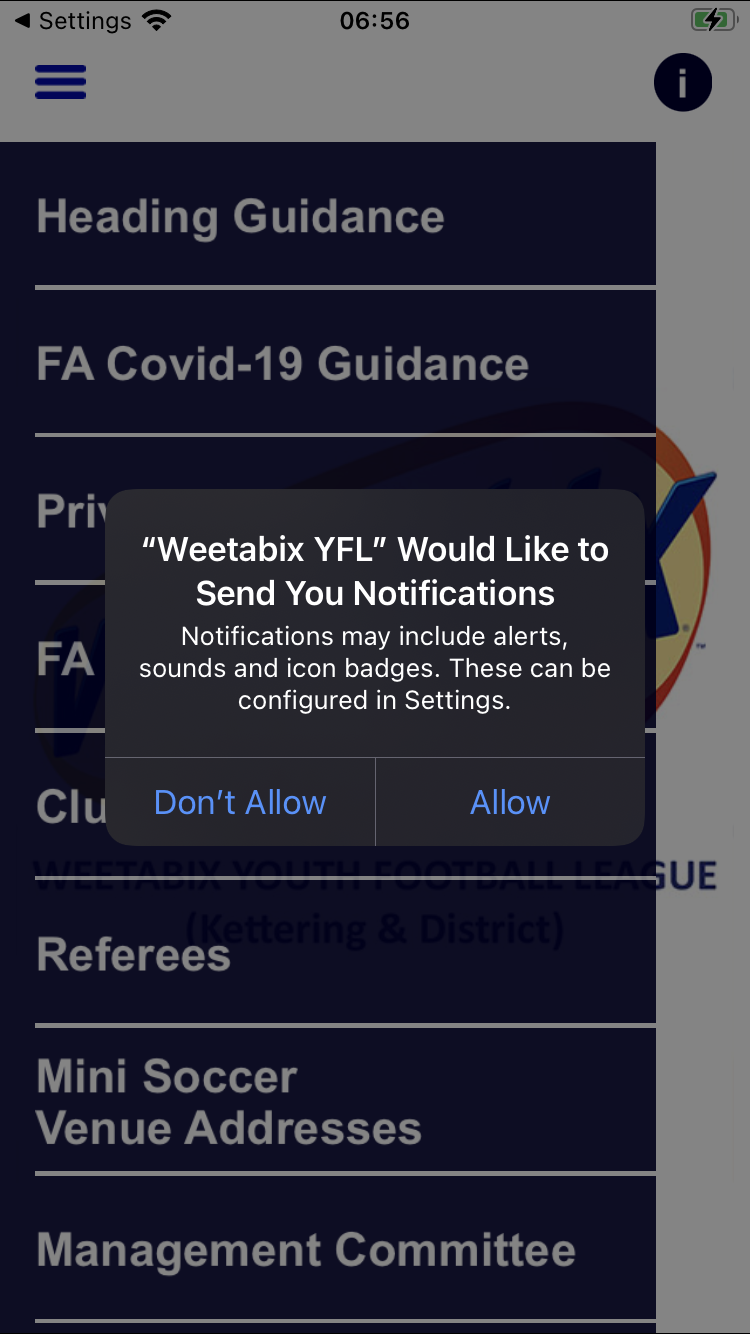 Settings
06:56
i
Heading Guidance
FA Covid-19 Guidance
“Weetabix YFL” Would Like to
Send You Notifications
Notifications may include alerts,
sounds and icon badges. These can be
configured in Settings.
Don’t Allow
Allow
FA
WEETABIX YOUTH FOOTBALL LEAGUE
(Kettering & District)
Referees
Mini Soccer
Venue Addresses
Management Committee